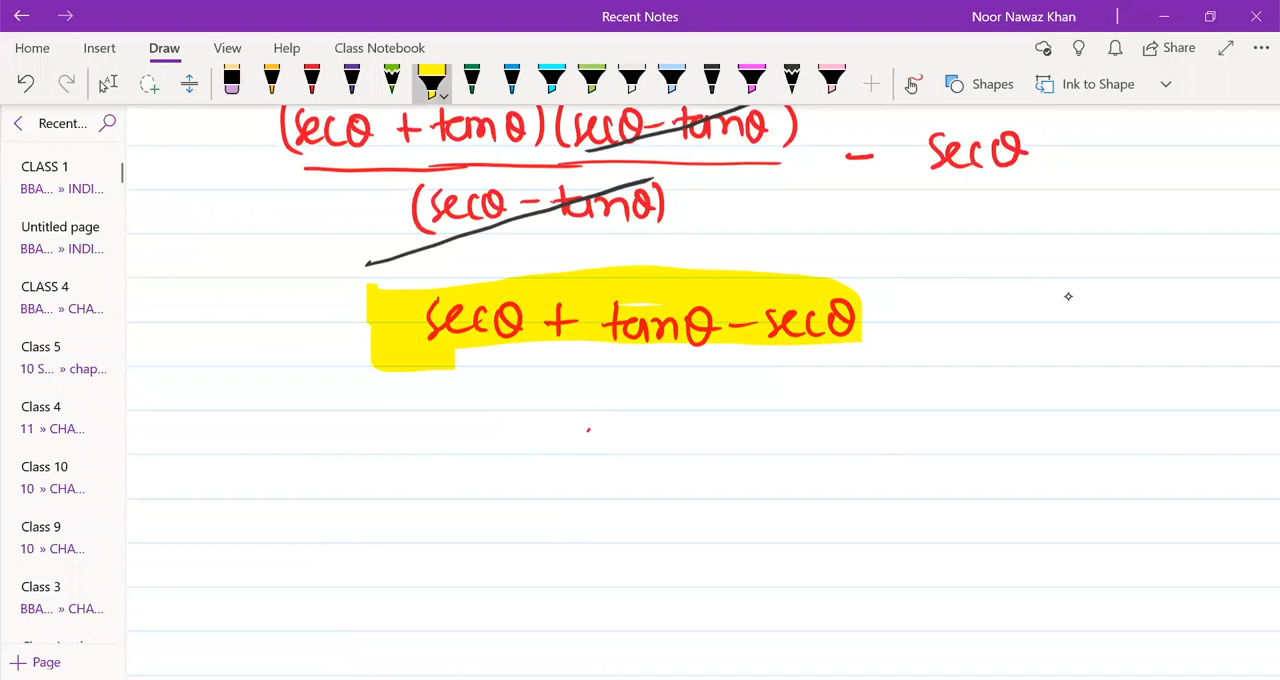 Recent Notes
Noor Nawaz Khan
Home Insert Draw View Help Class Notebook Share
Shapes Ink to Shape
Recent...
CLASS 1
BBA... » INDI...
Untitled page
BBA... » INDI...
CLASS 4
BBA... » CHA...
Class 5
10 S... » chap...
Class 4
11 » CHA...
Class 10
10 » CHA...
Class 9
10 » CHA...
Class 3
BBA... » CHA...
+ Page
(secθ + tanθ)(secθ - tanθ)
(secθ - tanθ)
- secθ
secθ + tanθ - secθ